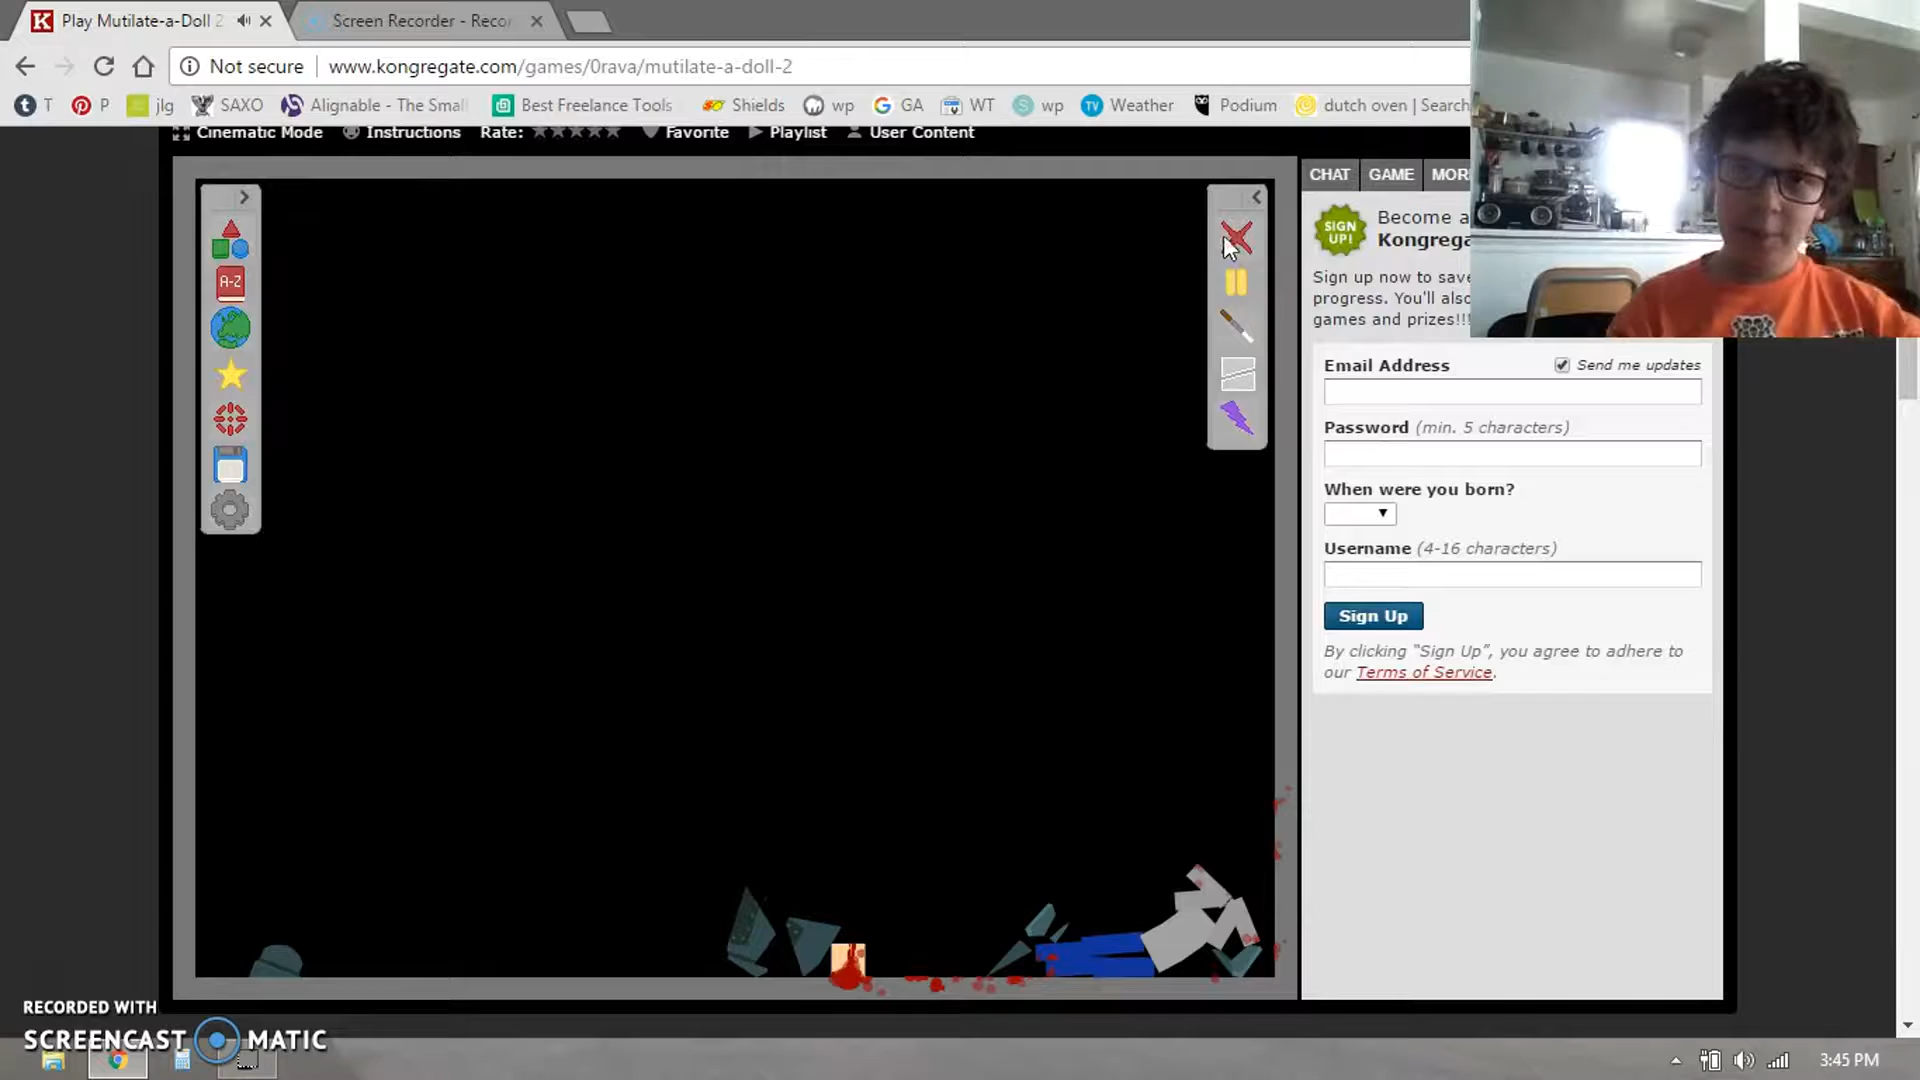 Play Mutilate-a-Doll 2
Screen Recorder - Reco
Not secure
www.kongregate.com/games/0rava/mutilate-a-doll-2
T
P
jlg
SAXO
Alignable - The Small
Best Freelance Tools
Shields
wp
GA
WT
wp
Weather
Podium
dutch oven | Search
Cinematic Mode
Instructions
Rate:
Favorite
Playlist
User Content
A-Z
CHAT
GAME
MOR
SIGN UP!
Become a
Kongrega
Sign up now to save
progress. You'll also
games and prizes!!!
Email Address
Send me updates
Password (min. 5 characters)
When were you born?
Username (4-16 characters)
Sign Up
By clicking “Sign Up”, you agree to adhere to
our Terms of Service.
RECORDED WITH
SCREENCAST MATIC
3:45 PM